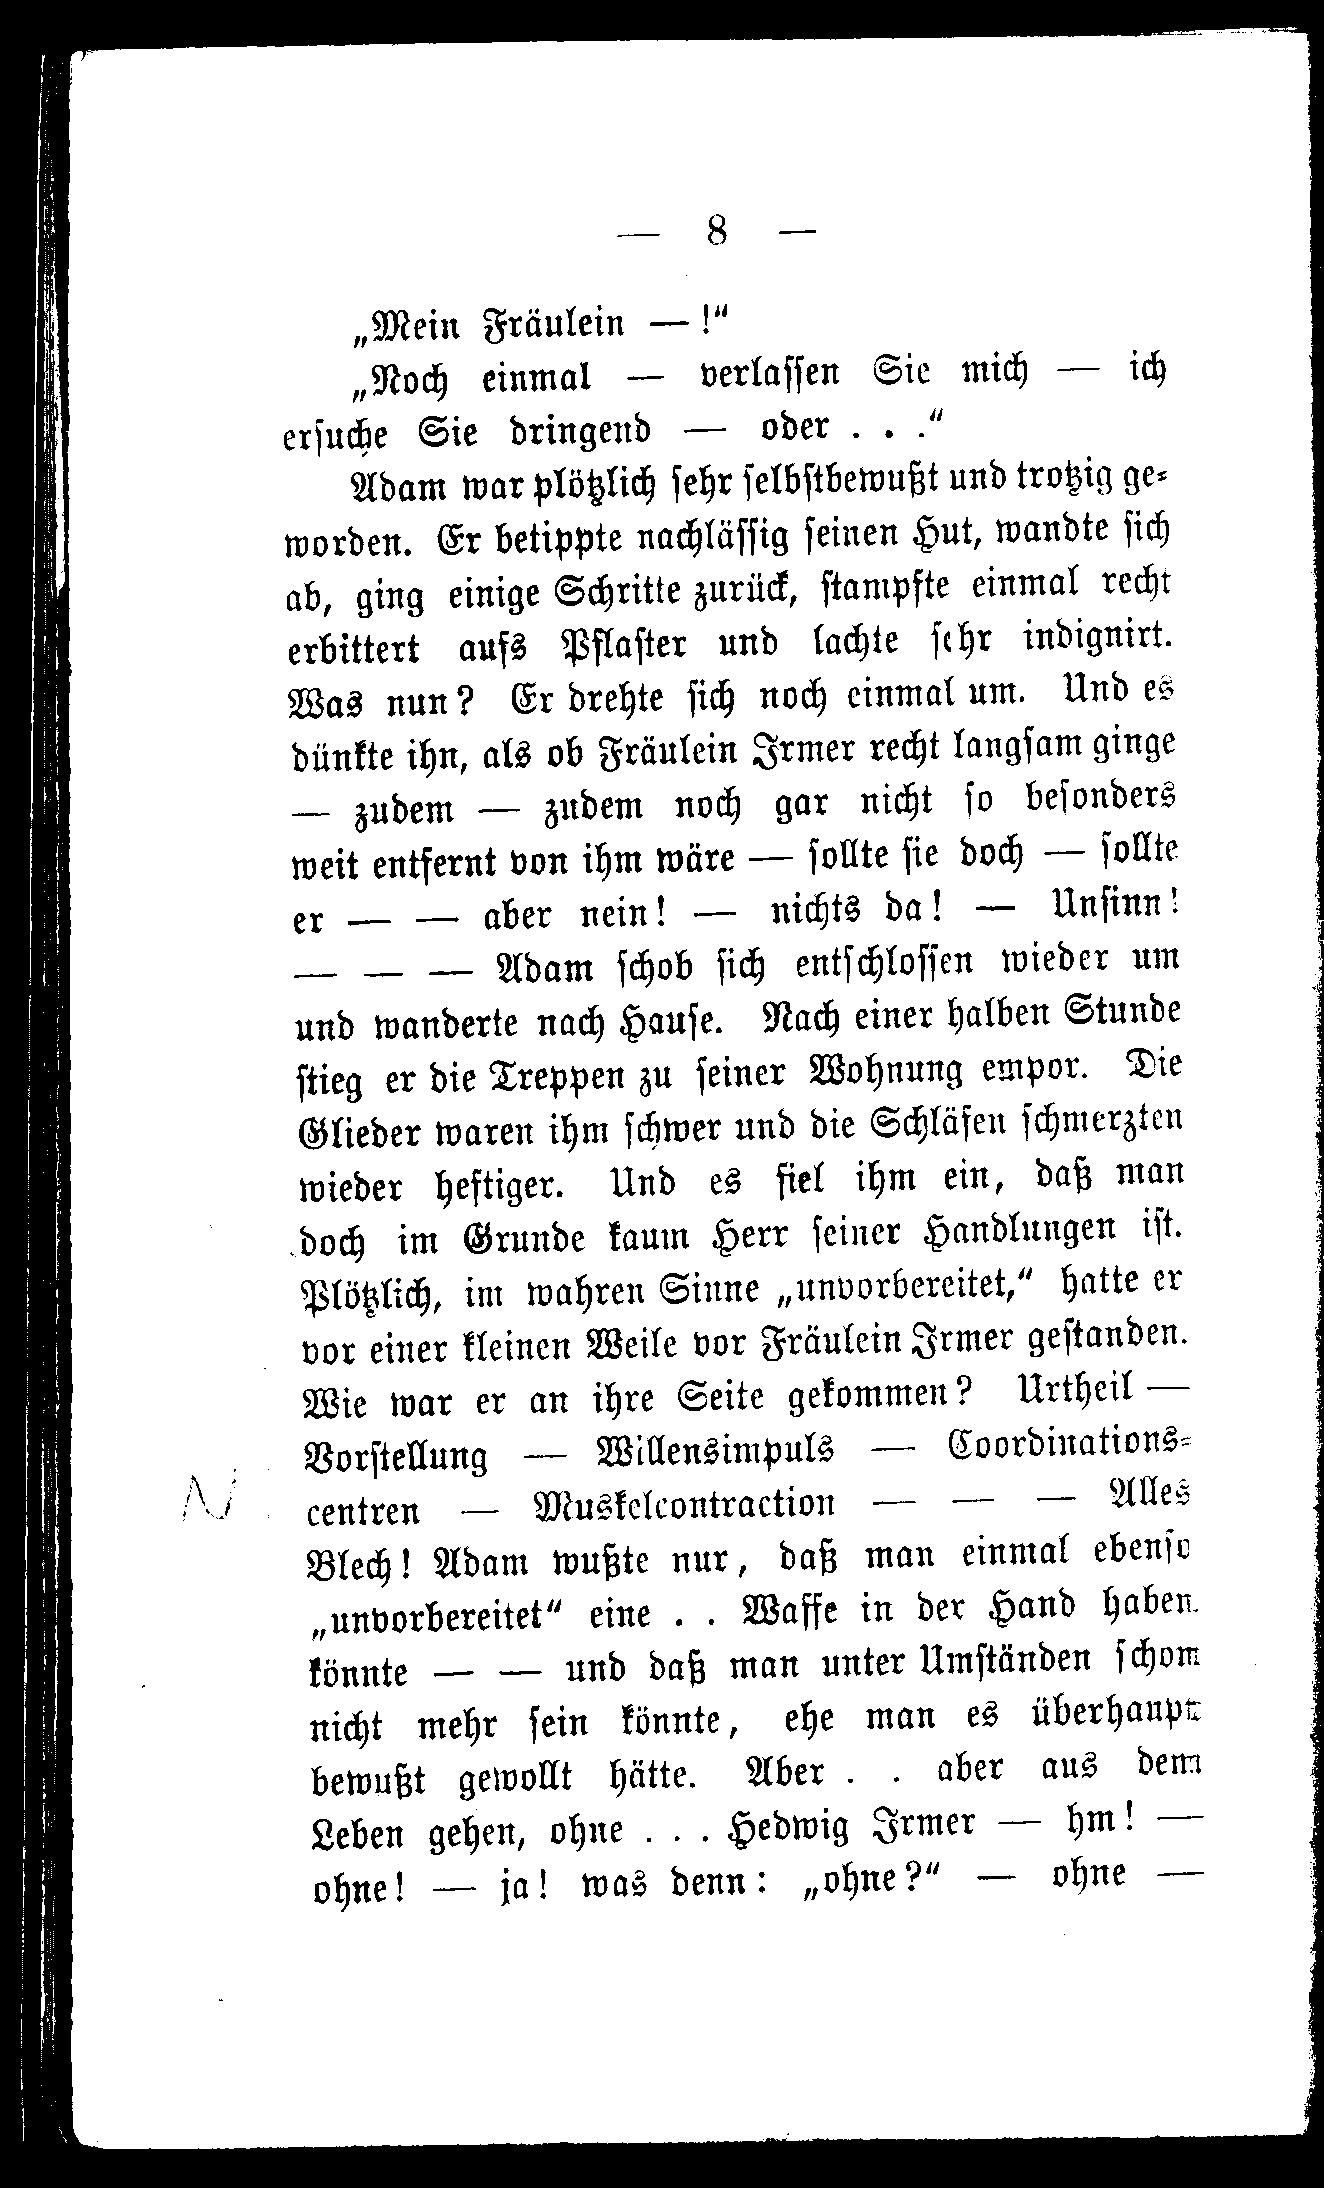 — 8 —
„Mein Fräulein — !“
„Noch einmal — verlassen Sie mich — ich
ersuche Sie dringend — oder . . .“
Adam war plötzlich sehr selbstbewußt und trotzig ge-
worden. Er betippte nachlässig seinen Hut, wandte sich
ab, ging einige Schritte zurück, stampfte einmal recht
erbittert aufs Pflaster und lachte sehr indignirt.
Was nun? Er drehte sich noch einmal um. Und es
dünkte ihn, als ob Fräulein Irmer recht langsam ginge
— zudem — zudem noch gar nicht so besonders
weit entfernt von ihm wäre — sollte sie doch — sollte
er — — aber nein! — nichts da! — Unsinn!
— — — Adam schob sich entschlossen wieder um
und wanderte nach Hause. Nach einer halben Stunde
stieg er die Treppen zu seiner Wohnung empor. Die
Glieder waren ihm schwer und die Schläfen schmerzten
wieder heftiger. Und es fiel ihm ein, daß man
doch im Grunde kaum Herr seiner Handlungen ist.
Plötzlich, im wahren Sinne „unvorbereitet,“ hatte er
vor einer kleinen Weile vor Fräulein Irmer gestanden.
Wie war er an ihre Seite gekommen? Urtheil —
Vorstellung — Willensimpuls — Coordinations-
centren — Muskelcontraction — — — Alles
Blech! Adam wußte nur, daß man einmal ebenso
„unvorbereitet“ eine . . Waffe in der Hand haben
könnte — — und daß man unter Umständen schon
nicht mehr sein könnte, ehe man es überhaupt
bewußt gewollt hätte. Aber . . aber aus dem
Leben gehen, ohne . . . Hedwig Irmer — hm! —
ohne! — ja! was denn: „ohne?“ — ohne —